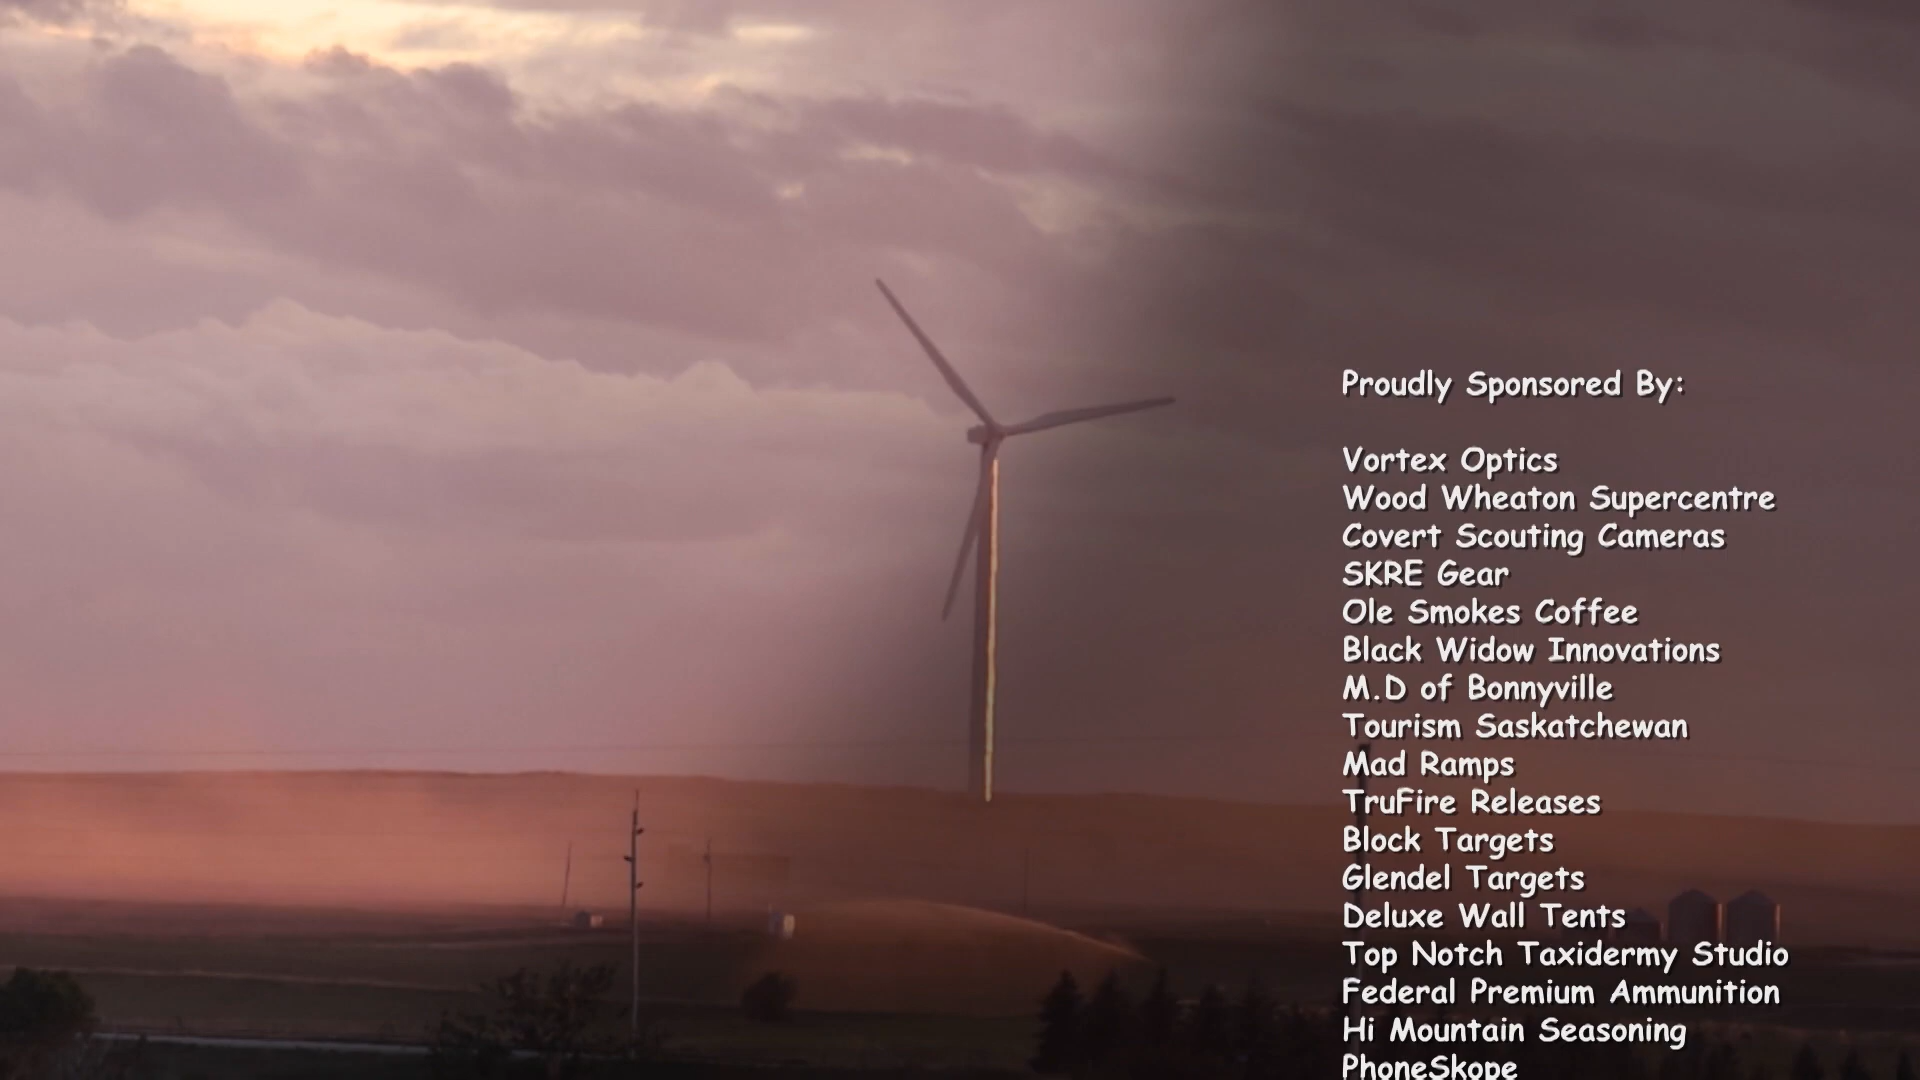 Proudly Sponsored By:
Vortex Optics
Wood Wheaton Supercentre
Covert Scouting Cameras
SKRE Gear
Ole Smokes Coffee
Black Widow Innovations
M.D of Bonnyville
Tourism Saskatchewan
Mad Ramps
TruFire Releases
Block Targets
Glendel Targets
Deluxe Wall Tents
Top Notch Taxidermy Studio
Federal Premium Ammunition
Hi Mountain Seasoning
PhoneSkope